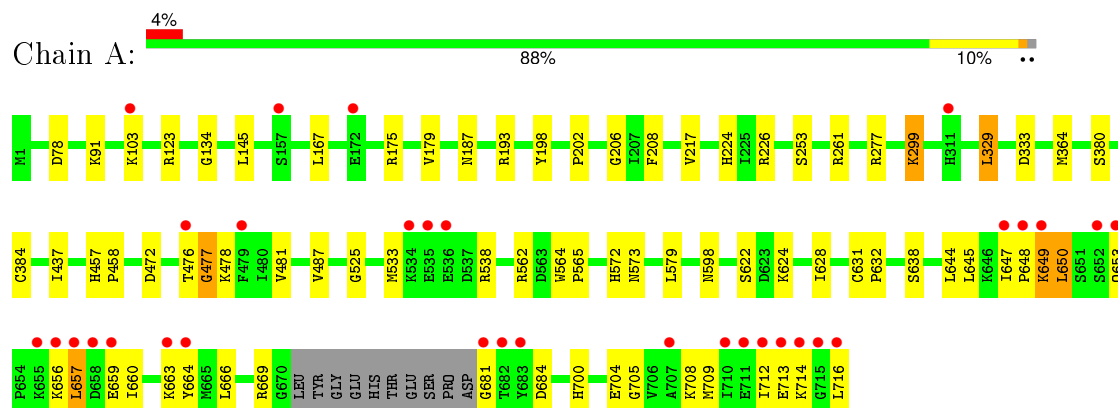 4%
Chain A:
88% 10% ••
M1 D78 K91 K103 R123 G134 L145 S157 L167 E172 R175 V179 N187 R193 Y198 P202 G206 I207 F208 V217 H224 I225 R226 S253 R261 R277 K299 H311 L329 D333 M364 S380
C384 I437 H457 P458 D472 T476 G477 K478 F479 I480 V481 V487 G525 M533 K534 E535 E536 D537 R538 R562 D563 W564 P565 H572 N573 L579 N598 S622 D623 K624 I628 C631 P632 S638 L644 L645 K646 I647 P648 K649 L650 S651 S652
P654 K655 K656 L657 D658 E659 I660 K663 Y664 M665 L666 R669 G670 LEU TYR GLY GLU HIS THR GLU SER PRO ASP G681 T682 Y683 D684 H700 E704 G705 V706 A707 K708 M709 I710 E711 I712 E713 K714 G715 L716